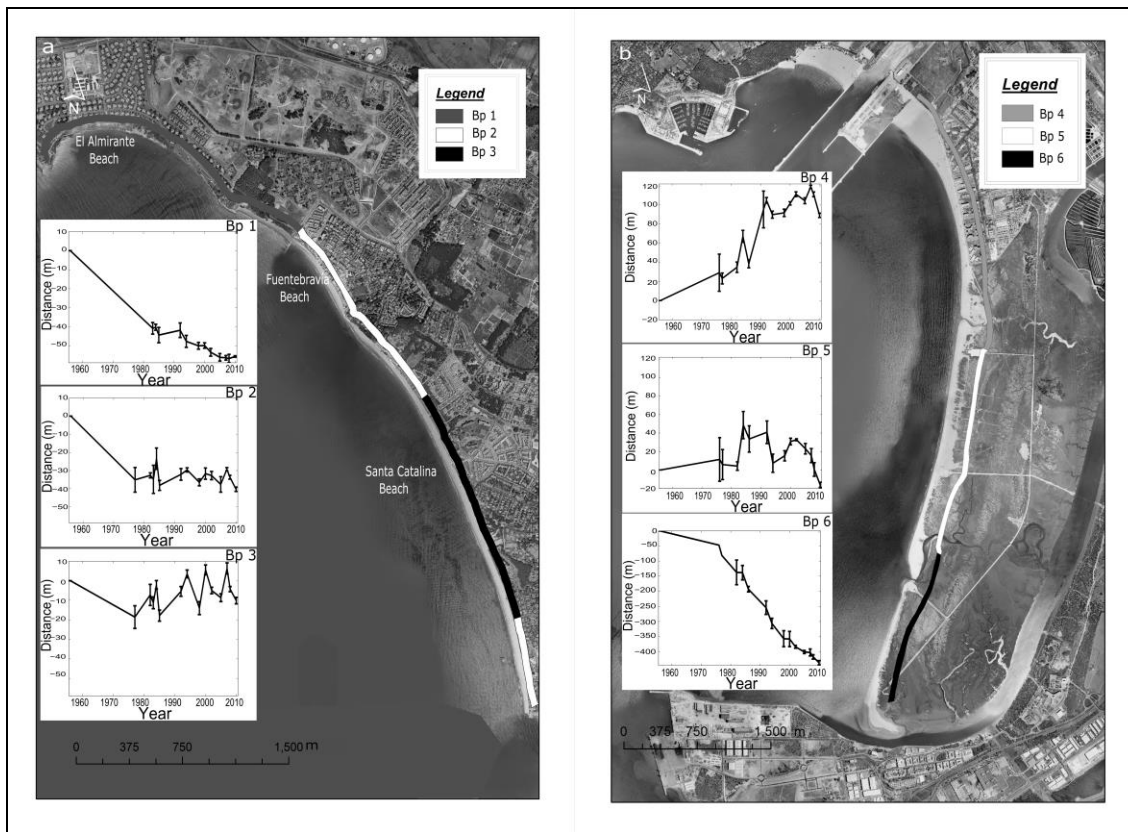 a
Legend
Bp 1
Bp 2
Bp 3
N
El Almirante
Beach
Fuentebravia
Beach
Santa Catalina
Beach
Bp 1
Distance (m)
10
0
-10
-20
-30
-40
-50
1960 1970 1980 1990 2000 2010
Year
Bp 2
Distance (m)
10
0
-10
-20
-30
-40
-50
1960 1970 1980 1990 2000 2010
Year
Bp 3
Distance (m)
10
0
-10
-20
-30
-40
-50
1960 1970 1980 1990 2000 2010
Year
0 375 750 1,500 m
b
Legend
Bp 4
Bp 5
Bp 6
N
Bp 4
Distance (m)
120
100
80
60
40
20
0
-20
1960 1970 1980 1990 2000 2010
Year
Bp 5
Distance (m)
120
100
80
60
40
20
0
-20
1960 1970 1980 1990 2000 2010
Year
Bp 6
Distance (m)
0
-50
-100
-150
-200
-250
-300
-350
-400
1960 1970 1980 1990 2000 2010
Year
0 375 750 1,500 m